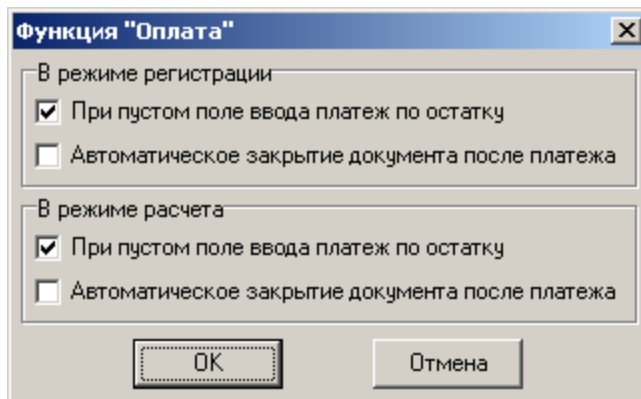 Функция "Оплата"
В режиме регистрации
При пустом поле ввода платеж по остатку
Автоматическое закрытие документа после платежа
В режиме расчета
При пустом поле ввода платеж по остатку
Автоматическое закрытие документа после платежа
OK
Отмена